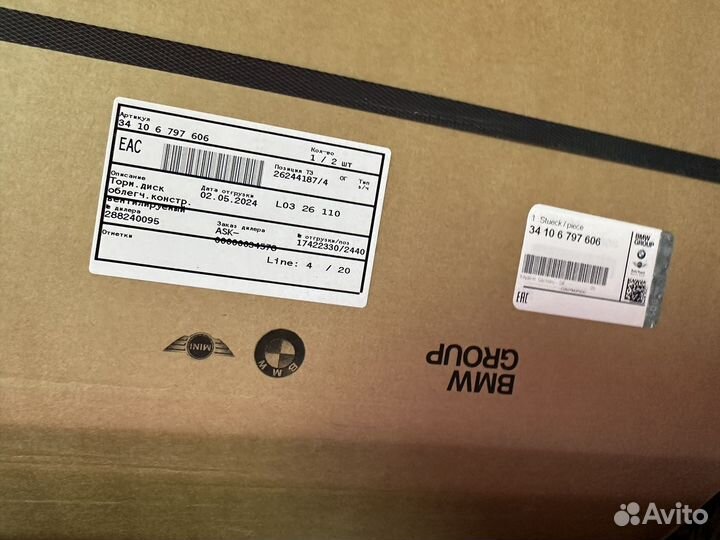 Артикул
34 10 6 797 606
Кол-во
1 / 2 ШТ
EAC
Позиция ТЗ
26244187/4
ОГ
Тип
з/ч
Описание
Торм.диск
облегч.констр.
вентилируемый
Дата отгрузки
02.05.2024
L03 26 110
№ дилера
288240095
Заказ дилера
ASK-
№ отгрузки/поз
17422330/2440
Отметки
Line: 4 / 20
1 Stueck/piece
34 10 6 797 606
BMW
GROUP
EAC
MINI
BMW
BMW
GROUP
Avito